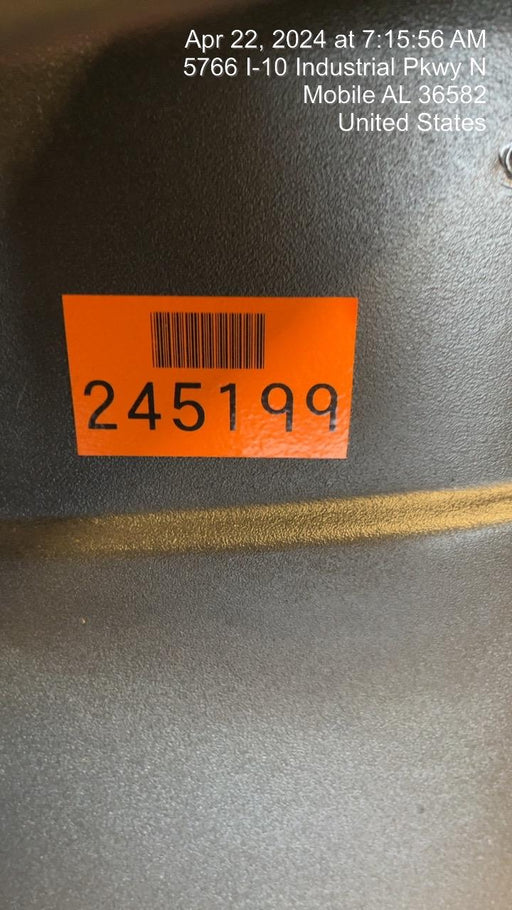 Apr 22, 2024 at 7:15:56 AM
5766 I-10 Industrial Pkwy N
Mobile AL 36582
United States
245199